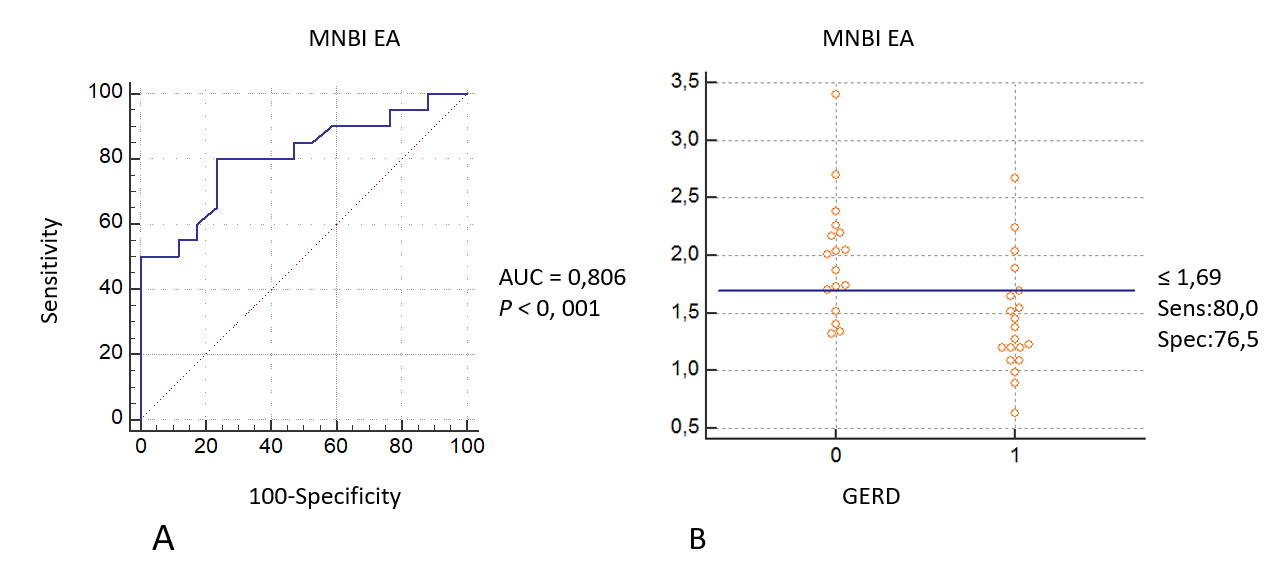 MNBI EA
100
80
60
40
20
0
0 20 40 60 80 100
Sensitivity
100-Specificity
AUC = 0,806
P < 0, 001
A
MNBI EA
3,5
3,0
2,5
2,0
1,5
1,0
0,5
0 1
GERD
≤ 1,69
Sens:80,0
Spec:76,5
B